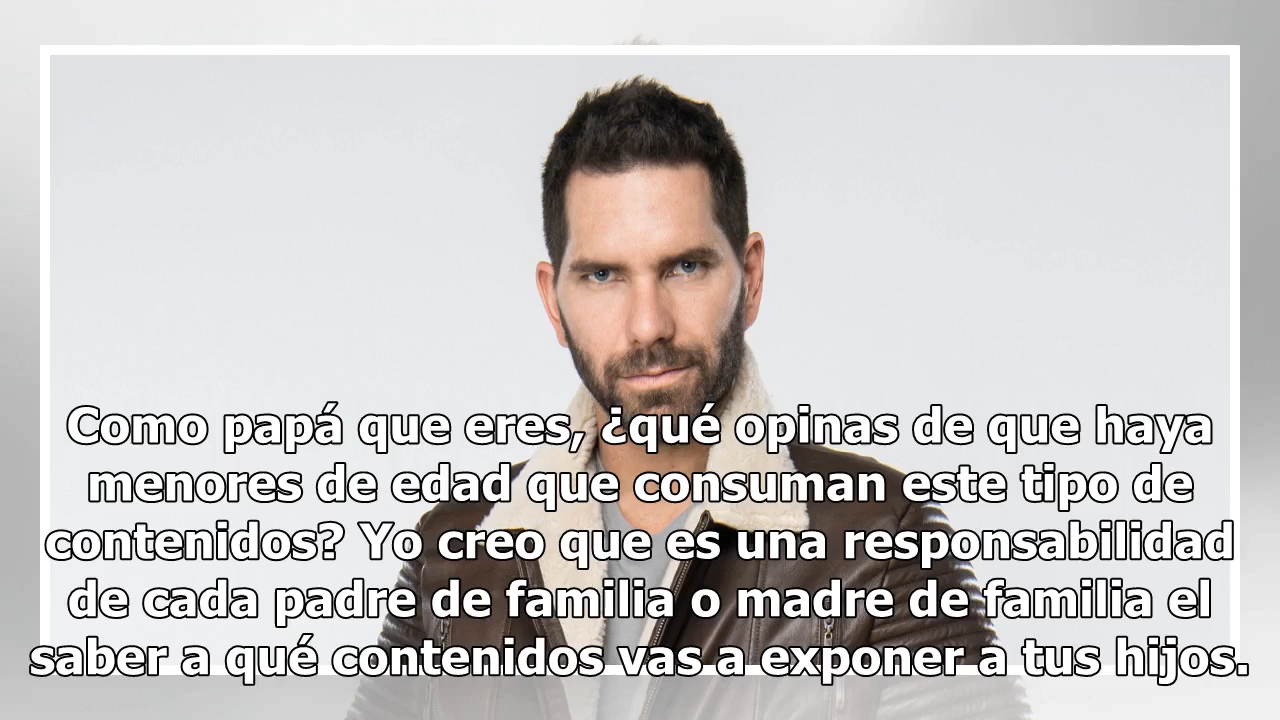 Como papá que eres, ¿qué opinas de que haya
menores de edad que consuman este tipo de
contenidos? Yo creo que es una responsabilidad
de cada padre de familia o madre de familia el
saber a qué contenidos vas a exponer a tus hijos.